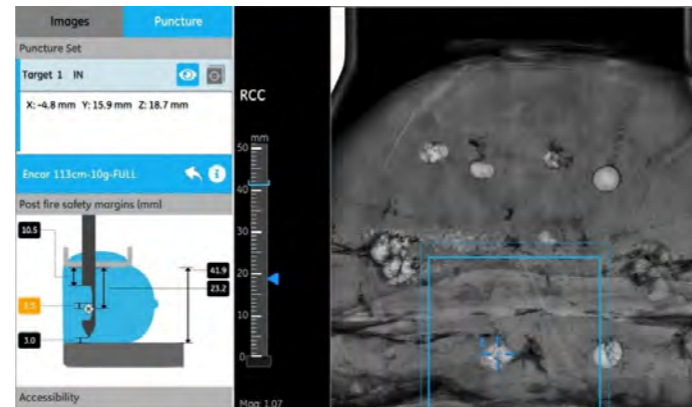 Images
Puncture
Puncture Set
Target 1 IN
X: -4.8 mm Y: 15.9 mm Z: 18.7 mm
Encor 113cm-10g-FULL
Post fire safety margins (mm)
10.5
41.9
23.2
3.5
3.0
Accessibility
RCC
mm
50
40
30
20
10
0
Mag: 1.07